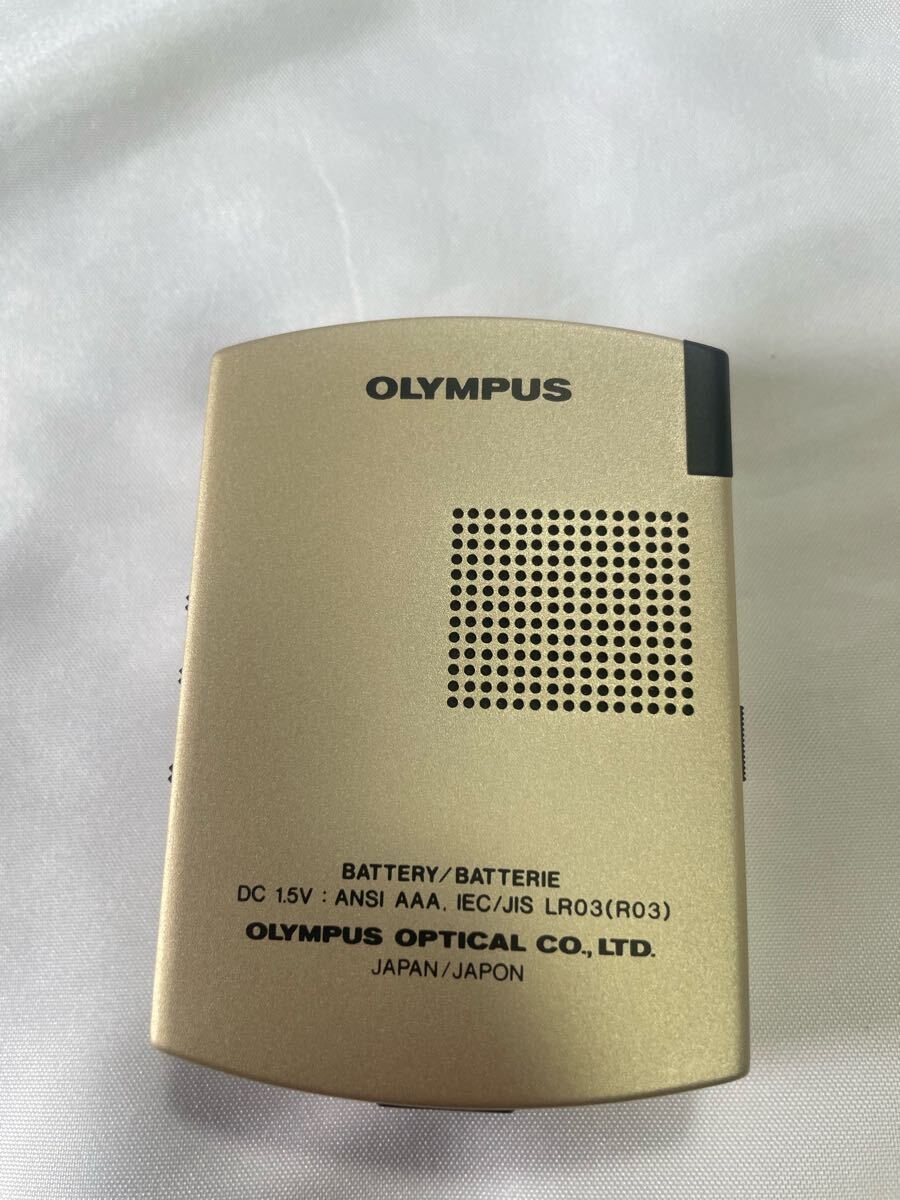 OLYMPUS
BATTERY/BATTERIE
DC 1.5V : ANSI AAA, IEC/JIS LR03(R03)
OLYMPUS OPTICAL CO., LTD.
JAPAN/JAPON